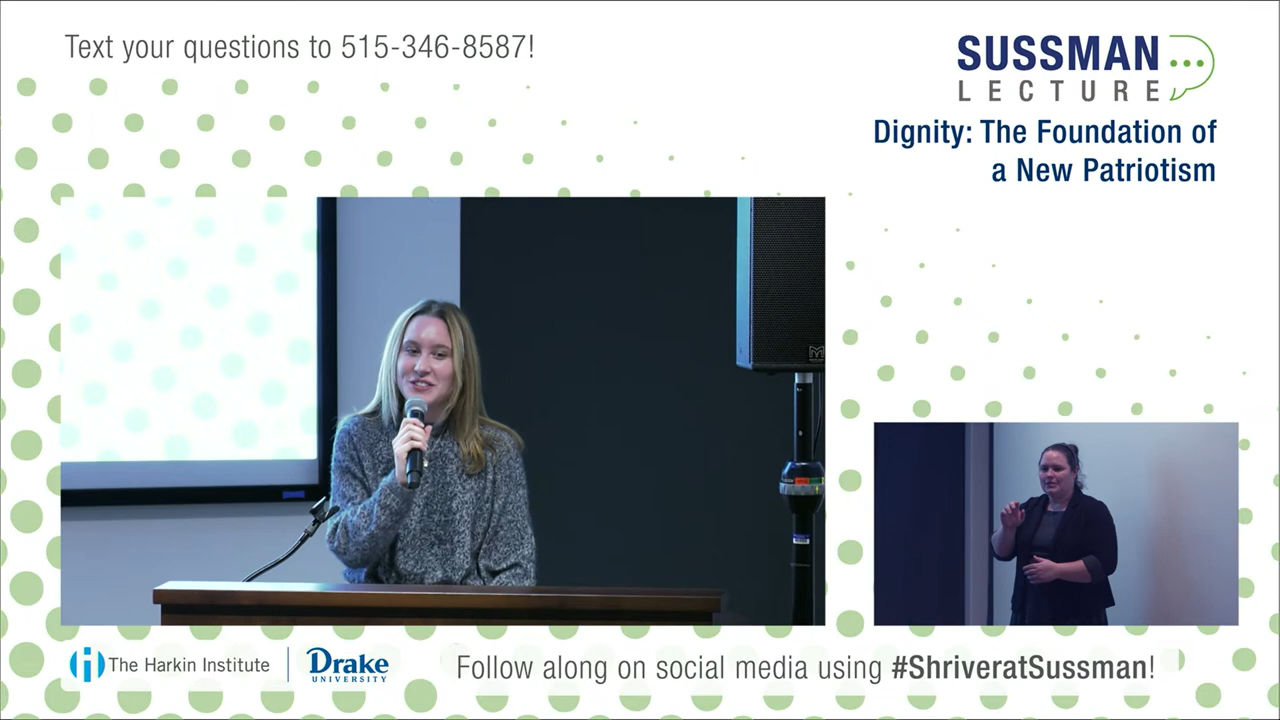 Text your questions to 515-346-8587!
SUSSMAN
LECTURE
Dignity: The Foundation of
a New Patriotism
The Harkin Institute
Drake
UNIVERSITY
Follow along on social media using #ShriveratSussman!